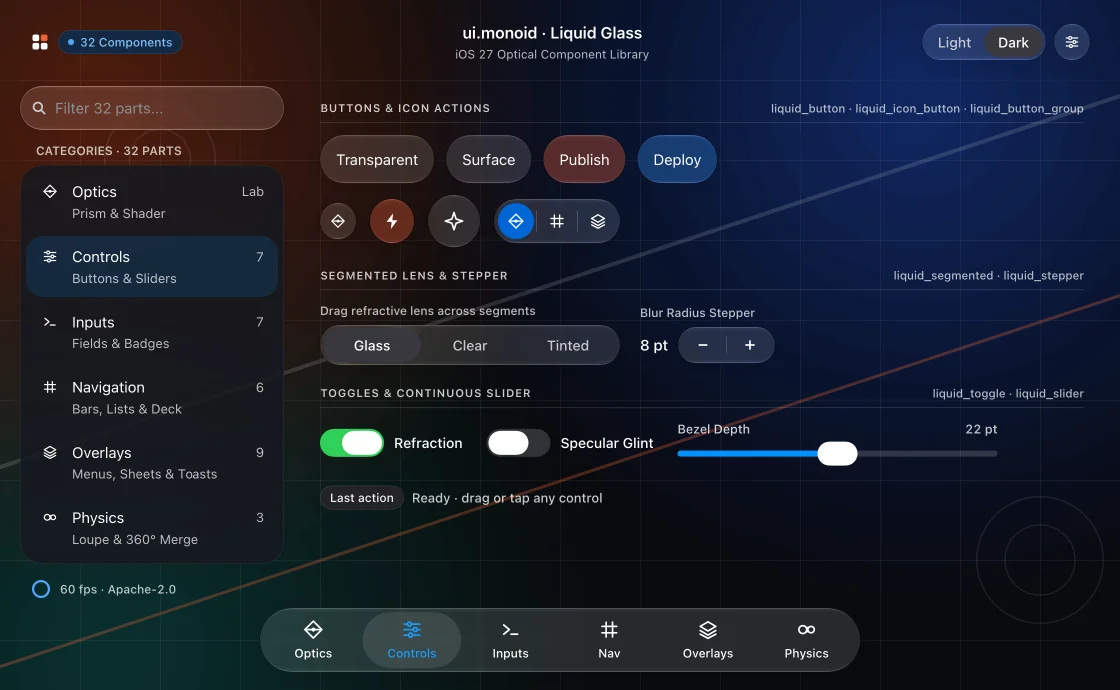 32 Components
ui.monoid · Liquid Glass
iOS 27 Optical Component Library
Light
Dark
Filter 32 parts...
CATEGORIES · 32 PARTS
Optics
Lab
Prism & Shader
Controls
7
Buttons & Sliders
Inputs
7
Fields & Badges
Navigation
6
Bars, Lists & Deck
Overlays
9
Menus, Sheets & Toasts
Physics
3
Loupe & 360° Merge
60 fps · Apache-2.0
BUTTONS & ICON ACTIONS
liquid_button · liquid_icon_button · liquid_button_group
Transparent
Surface
Publish
Deploy
SEGMENTED LENS & STEPPER
liquid_segmented · liquid_stepper
Drag refractive lens across segments
Glass
Clear
Tinted
Blur Radius Stepper
8 pt
− +
TOGGLES & CONTINUOUS SLIDER
liquid_toggle · liquid_slider
Refraction
Specular Glint
Bezel Depth
22 pt
Last action
Ready · drag or tap any control
Optics
Controls
Inputs
Nav
Overlays
Physics